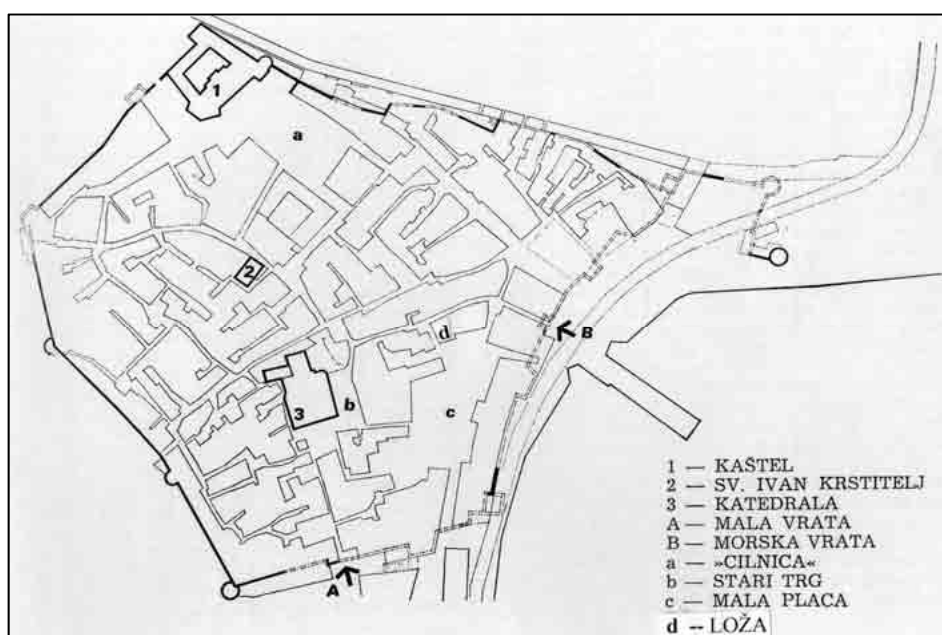 1
a
2
d
B
b
3
c
A
1 — KAŠTEL
2 — SV. IVAN KRSTITELJ
3 — KATEDRALA
A — MALA VRATA
B — MORSKA VRATA
a — »CILNICA«
b — STARI TRG
c — MALA PLACA
d -- LOŽA